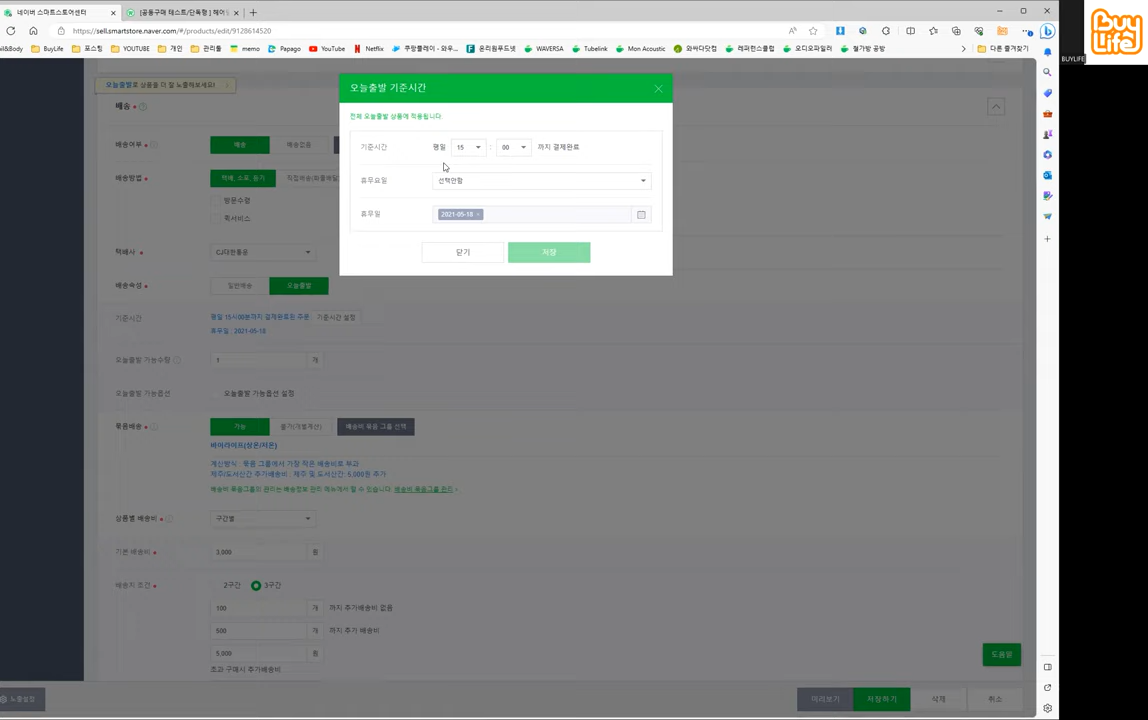 네이버 스마트스토어센터
[공동구매 테스트/단독형]
https://sell.smartstore.naver.com/#/products/edit/9128614520
BuyLife
포스팅
YOUTUBE
개인
관리툴
memo
Papago
YouTube
Netflix
쿠팡플레이 - 와우...
온리원푸드넷
WAVERSA
Tubelink
Mon Acoustic
와싸다닷컴
레퍼런스클럽
오디오파일러
다른 즐겨찾기
Buy Life
BUYLIFE
오늘출발로 상품을 더 잘 노출해보세요!
배송
오늘출발 기준시간
전체 오늘출발 상품에 적용됩니다.
기준시간 평일 15 : 00 까지 결제완료
휴무요일 선택안함
휴무일 2021-05-18
닫기 저장
배송여부 배송 배송없음
배송방법 택배, 소포, 등기 직접배송(화물배달)
방문수령
퀵서비스
택배사 CJ대한통운
배송속성 일반배송 오늘출발
기준시간 평일 15시00분까지 결제완료된 주문 기준시간 설정
휴무일 : 2021-05-18
오늘출발 가능수량 1 개
오늘출발 가능옵션 오늘출발 가능옵션 설정
묶음배송 가능 불가(개별계산) 배송비 묶음 그룹 선택
바이라이프(상온/저온)
계산방식 : 묶음 그룹에서 가장 작은 배송비로 부과
제주/도서산간 추가배송비 : 제주 및 도서산간 5,000원 추가
배송비 묶음그룹의 관리는 배송정보 관리 메뉴에서 할 수 있습니다. 배송비 묶음그룹 관리 >
상품별 배송비 구간별
기본 배송비 3,000 원
배송비 조건 2구간 3구간
100 개 까지 추가배송비 없음
500 개 까지 추가 배송비
5,000 원
초과 구매시 추가배송비
도움말
노출설정 미리보기 저장하기 삭제 취소